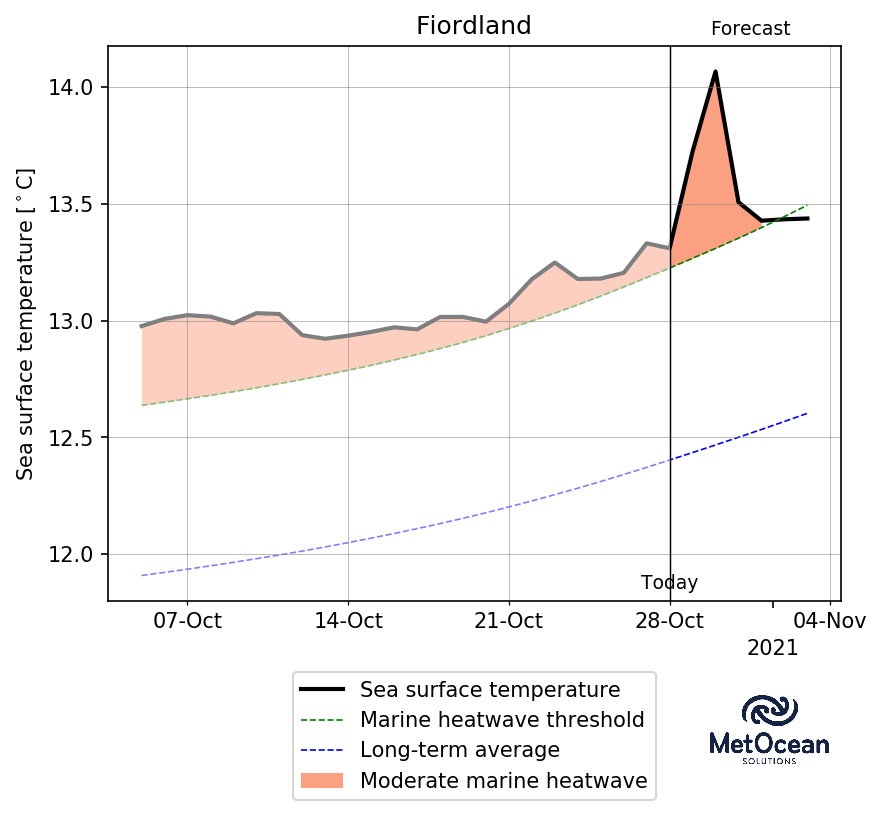 Fiordland
Forecast
Sea surface temperature [°C]
14.0
13.5
13.0
12.5
12.0
Today
07-Oct 14-Oct 21-Oct 28-Oct 04-Nov
2021
Sea surface temperature
Marine heatwave threshold
Long-term average
Moderate marine heatwave
MetOcean
SOLUTIONS